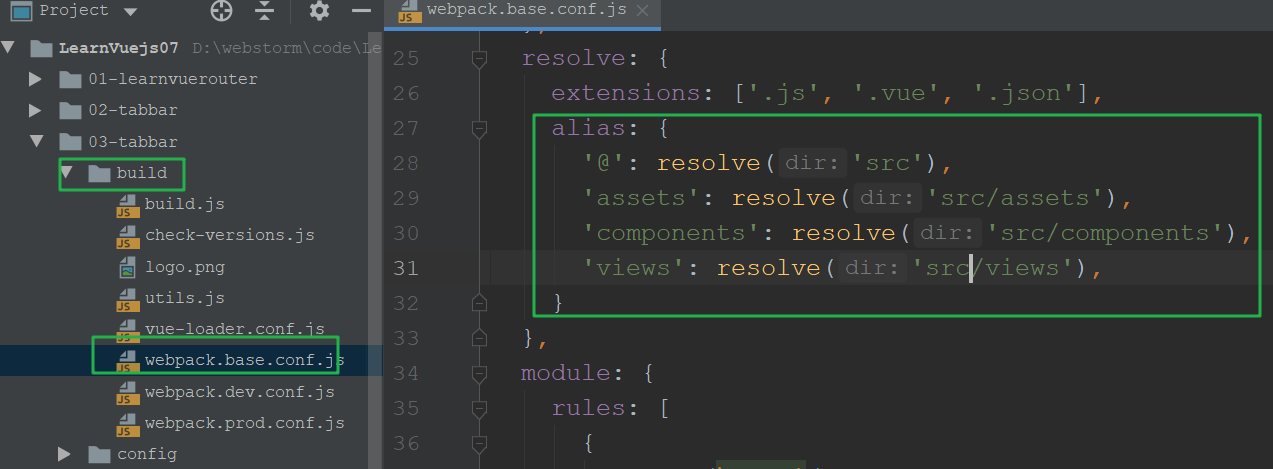 Project
LearnVuejs07 D:\webstorm\code\Le
01-learnvuerouter
02-tabbar
03-tabbar
build
build.js
check-versions.js
logo.png
utils.js
vue-loader.conf.js
webpack.base.conf.js
webpack.dev.conf.js
webpack.prod.conf.js
config
webpack.base.conf.js
25 resolve: {
26 extensions: ['.js', '.vue', '.json'],
27 alias: {
28 '@': resolve( dir: 'src'),
29 'assets': resolve( dir: 'src/assets'),
30 'components': resolve( dir: 'src/components'),
31 'views': resolve( dir: 'src/views'),
32 }
33 },
34 module: {
35 rules: [
36 {